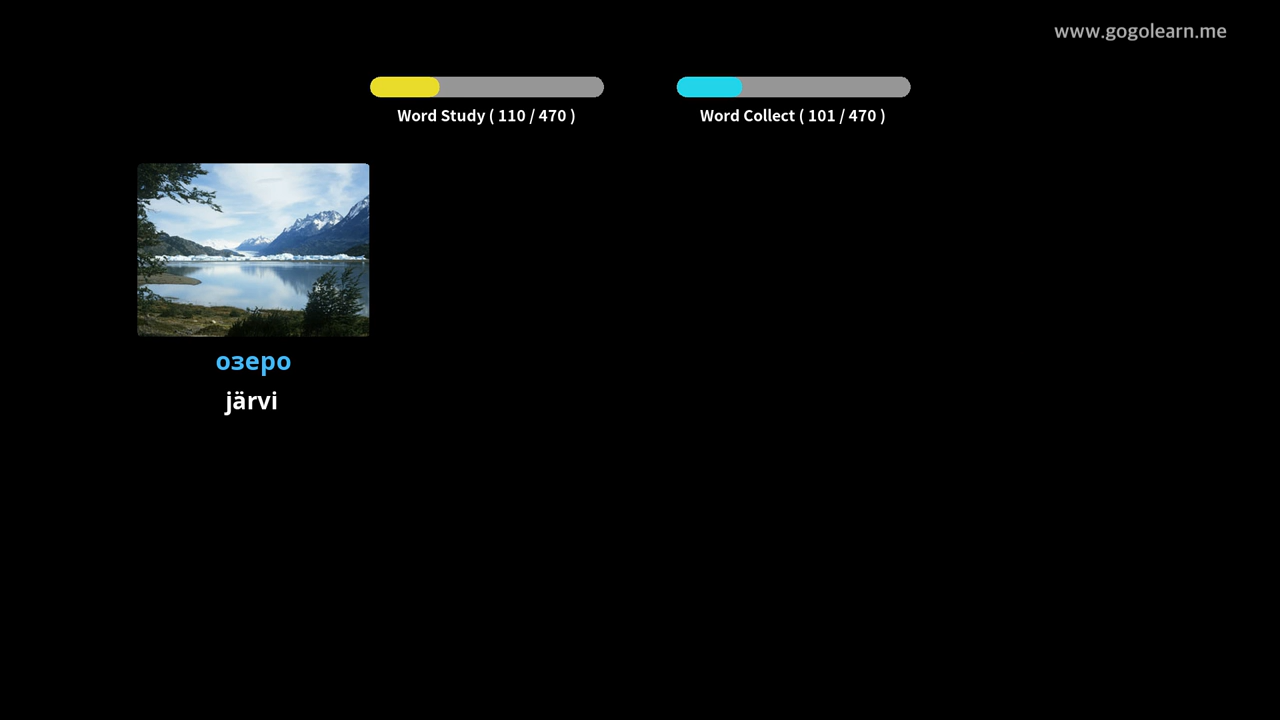 www.gogolearn.me
Word Study ( 110 / 470 )
Word Collect ( 101 / 470 )
озеро
järvi